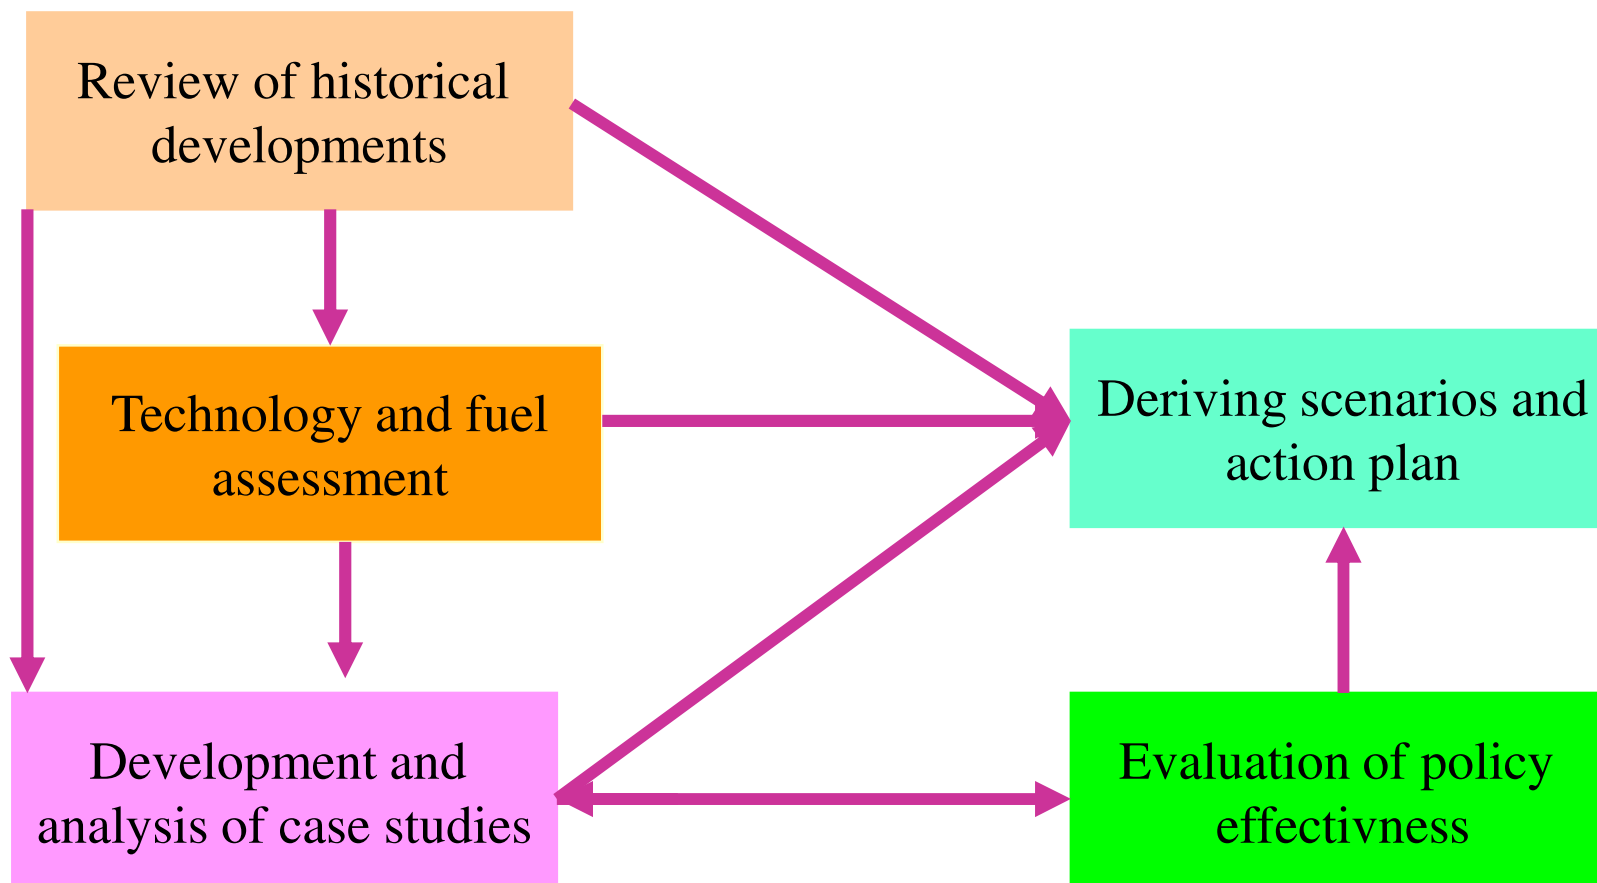 Review of historical
developments
Technology and fuel
assessment
Deriving scenarios and
action plan
Development and
analysis of case studies
Evaluation of policy
effectivness